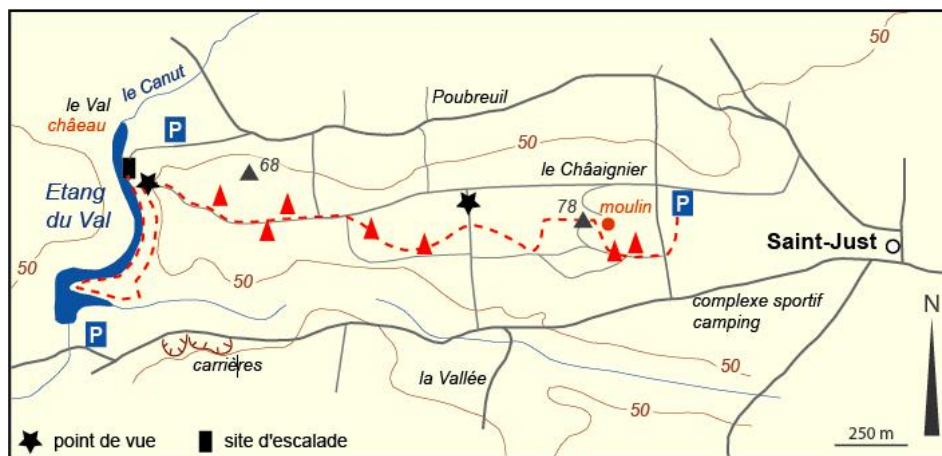 50
le Canut
le Val
châeau
P
Poubreuil
50
68
le Châaignier
Etang
du Val
78
moulin
P
Saint-Just
50
50
complexe sportif
camping
N
P
carrières
50
la Vallée
50
point de vue
site d'escalade
250 m